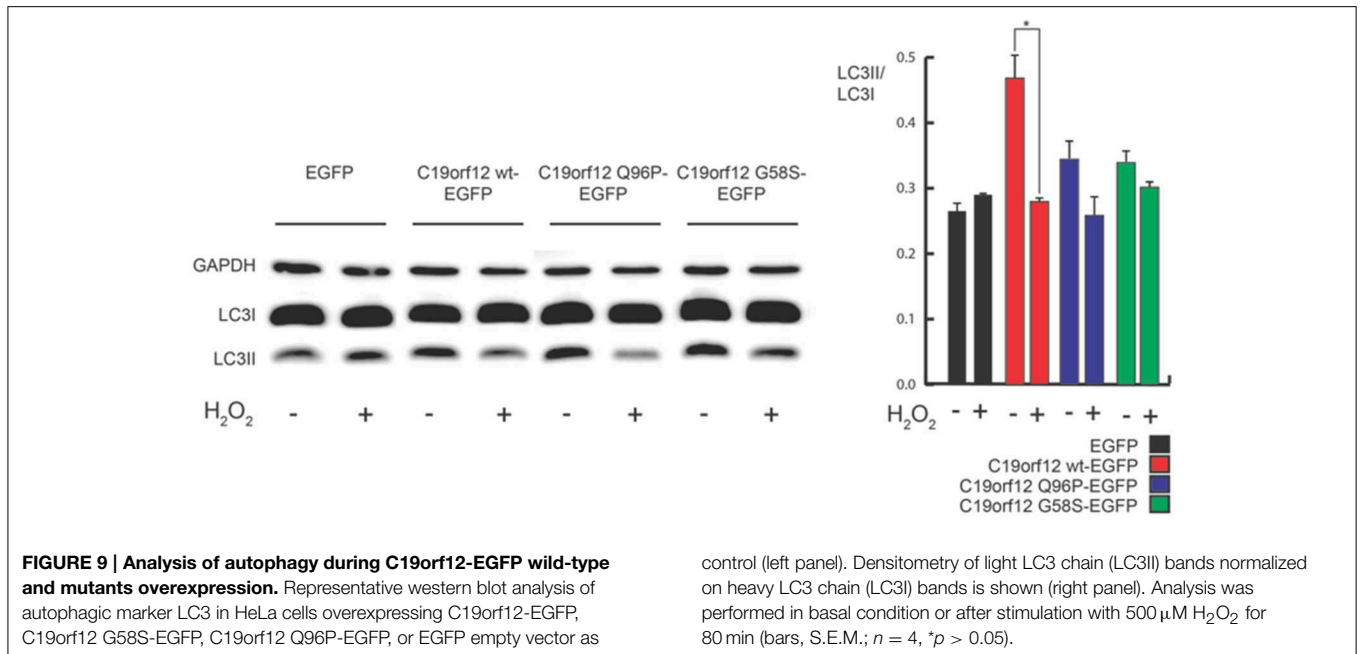 EGFP
C19orf12 wt-
EGFP
C19orf12 Q96P-
EGFP
C19orf12 G58S-
EGFP
GAPDH
LC3I
LC3II
H₂O₂ - + - + - + - +
LC3II/
LC3I
*
0.5
0.4
0.3
0.2
0.1
0.0
H₂O₂ - + - + - + - +
EGFP
C19orf12 wt-EGFP
C19orf12 Q96P-EGFP
C19orf12 G58S-EGFP
FIGURE 9 | Analysis of autophagy during C19orf12-EGFP wild-type
and mutants overexpression. Representative western blot analysis of
autophagic marker LC3 in HeLa cells overexpressing C19orf12-EGFP,
C19orf12 G58S-EGFP, C19orf12 Q96P-EGFP, or EGFP empty vector as
control (left panel). Densitometry of light LC3 chain (LC3II) bands normalized
on heavy LC3 chain (LC3I) bands is shown (right panel). Analysis was
performed in basal condition or after stimulation with 500 μM H₂O₂ for
80 min (bars, S.E.M.; n = 4, *p > 0.05).